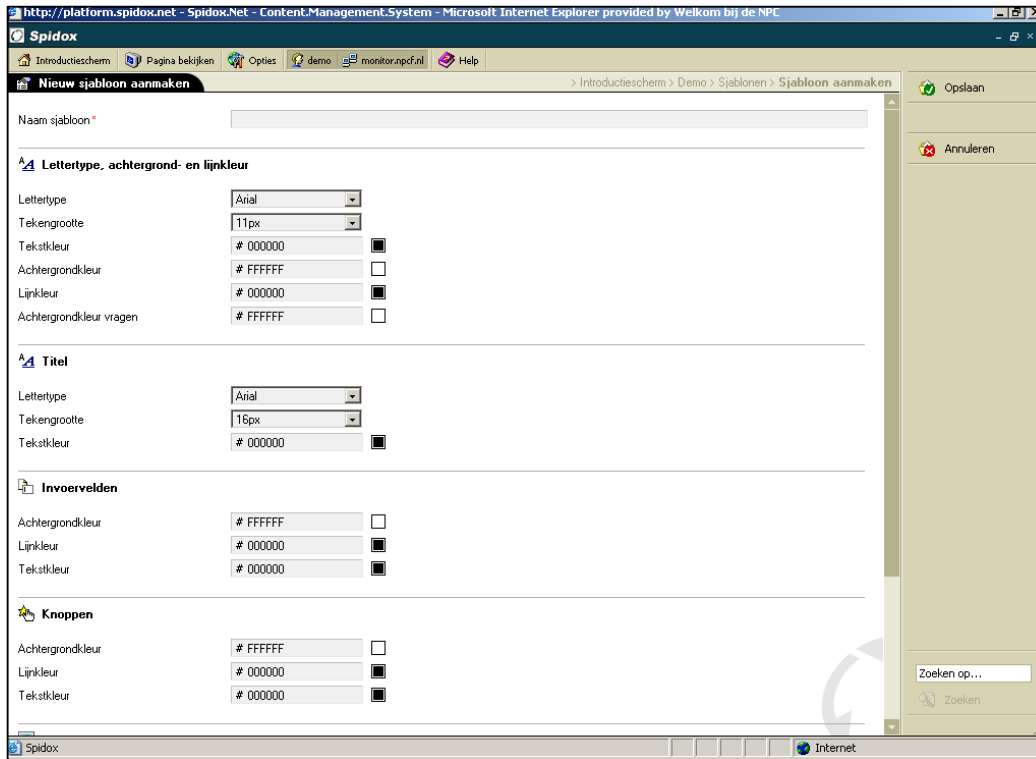 http://platform.spidox.net - Spidox.Net - Content.Management.System - Microsoft Internet Explorer provided by Welkom bij de NPC
Spidox
Introductiescherm Pagina bekijken Opties demo monitor.npcf.nl Help
Nieuw sjabloon aanmaken > Introductiescherm > Demo > Sjablonen > Sjabloon aanmaken
Opslaan
Naam sjabloon*
Annuleren
Lettertype, achtergrond- en lijnkleur
Lettertype Arial
Tekengrootte 11px
Tekstkleur # 000000
Achtergrondkleur # FFFFFF
Lijnkleur # 000000
Achtergrondkleur vragen # FFFFFF
Titel
Lettertype Arial
Tekengrootte 16px
Tekstkleur # 000000
Invoervelden
Achtergrondkleur # FFFFFF
Lijnkleur # 000000
Tekstkleur # 000000
Knoppen
Achtergrondkleur # FFFFFF
Lijnkleur # 000000
Tekstkleur # 000000
Zoeken op...
Zoeken
Spidox Internet